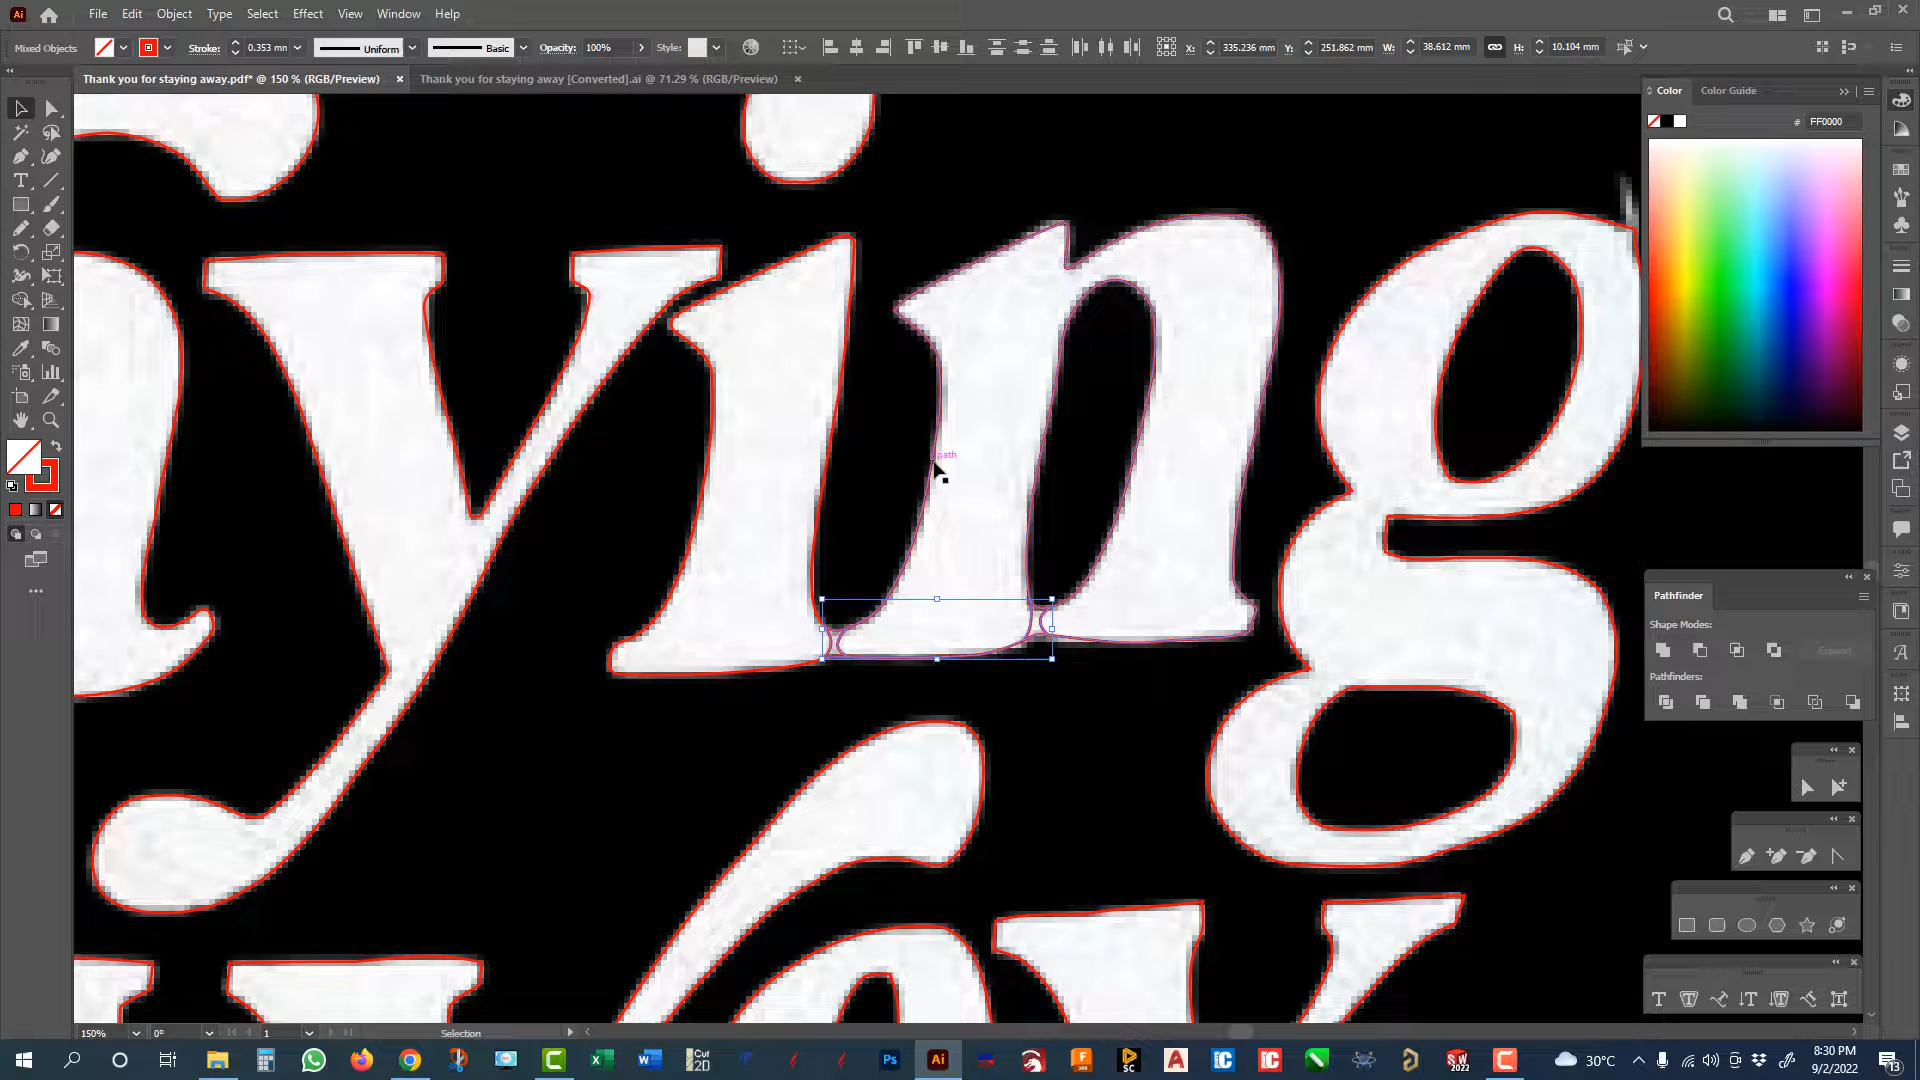 Ai File Edit Object Type Select Effect View Window Help
Mixed Objects Stroke: 0.353 mn Uniform Basic Opacity: 100% Style: X: 335.236 mm Y: 251.862 mm W: 38.612 mm H: 10.104 mm
Thank you for staying away.pdf* @ 150 % (RGB/Preview) × Thank you for staying away [Converted].ai @ 71.29 % (RGB/Preview) ×
Color Color Guide
# FF0000
ying
path
Pathfinder
Shape Modes:
Expand
Pathfinders:
150% 0° 1 Selection
30°C
8:30 PM
9/2/2022
13